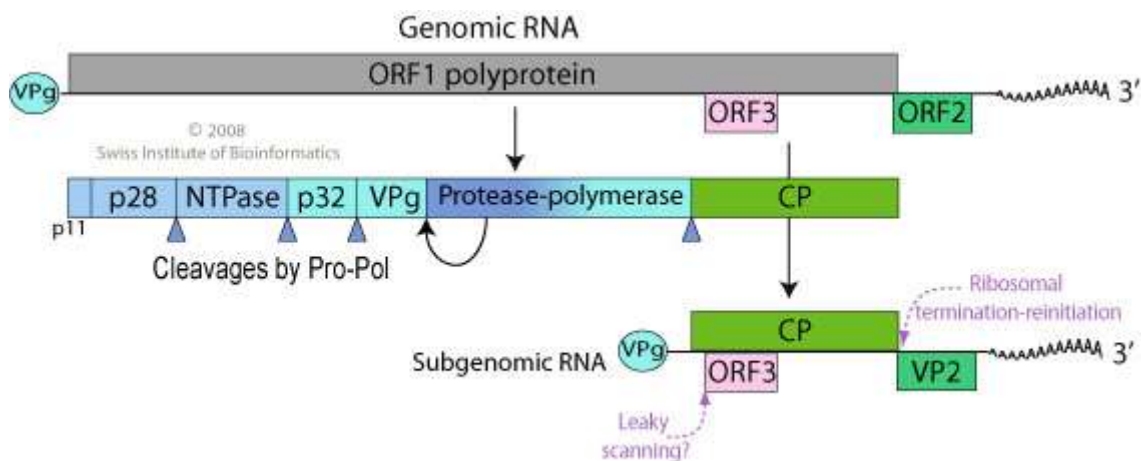 Genomic RNA
ORF1 polyprotein
VPg
3′
ORF3
ORF2
© 2008
Swiss Institute of Bioinformatics
p28
NTPase
p32
VPg
Protease-polymerase
CP
p11
Cleavages by Pro-Pol
Ribosomal
termination-reinitiation
CP
Subgenomic RNA
VPg
3′
ORF3
VP2
Leaky
scanning?